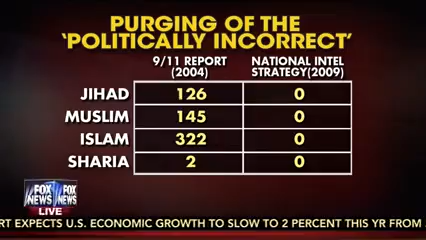 PURGING OF THE
'POLITICALLY INCORRECT'
9/11 REPORT NATIONAL INTEL
(2004) STRATEGY(2009)
JIHAD 126 0
MUSLIM 145 0
ISLAM 322 0
SHARIA 2 0
FOX NEWS FOX NEWS
LIVE
RT EXPECTS U.S. ECONOMIC GROWTH TO SLOW TO 2 PERCENT THIS YR FROM